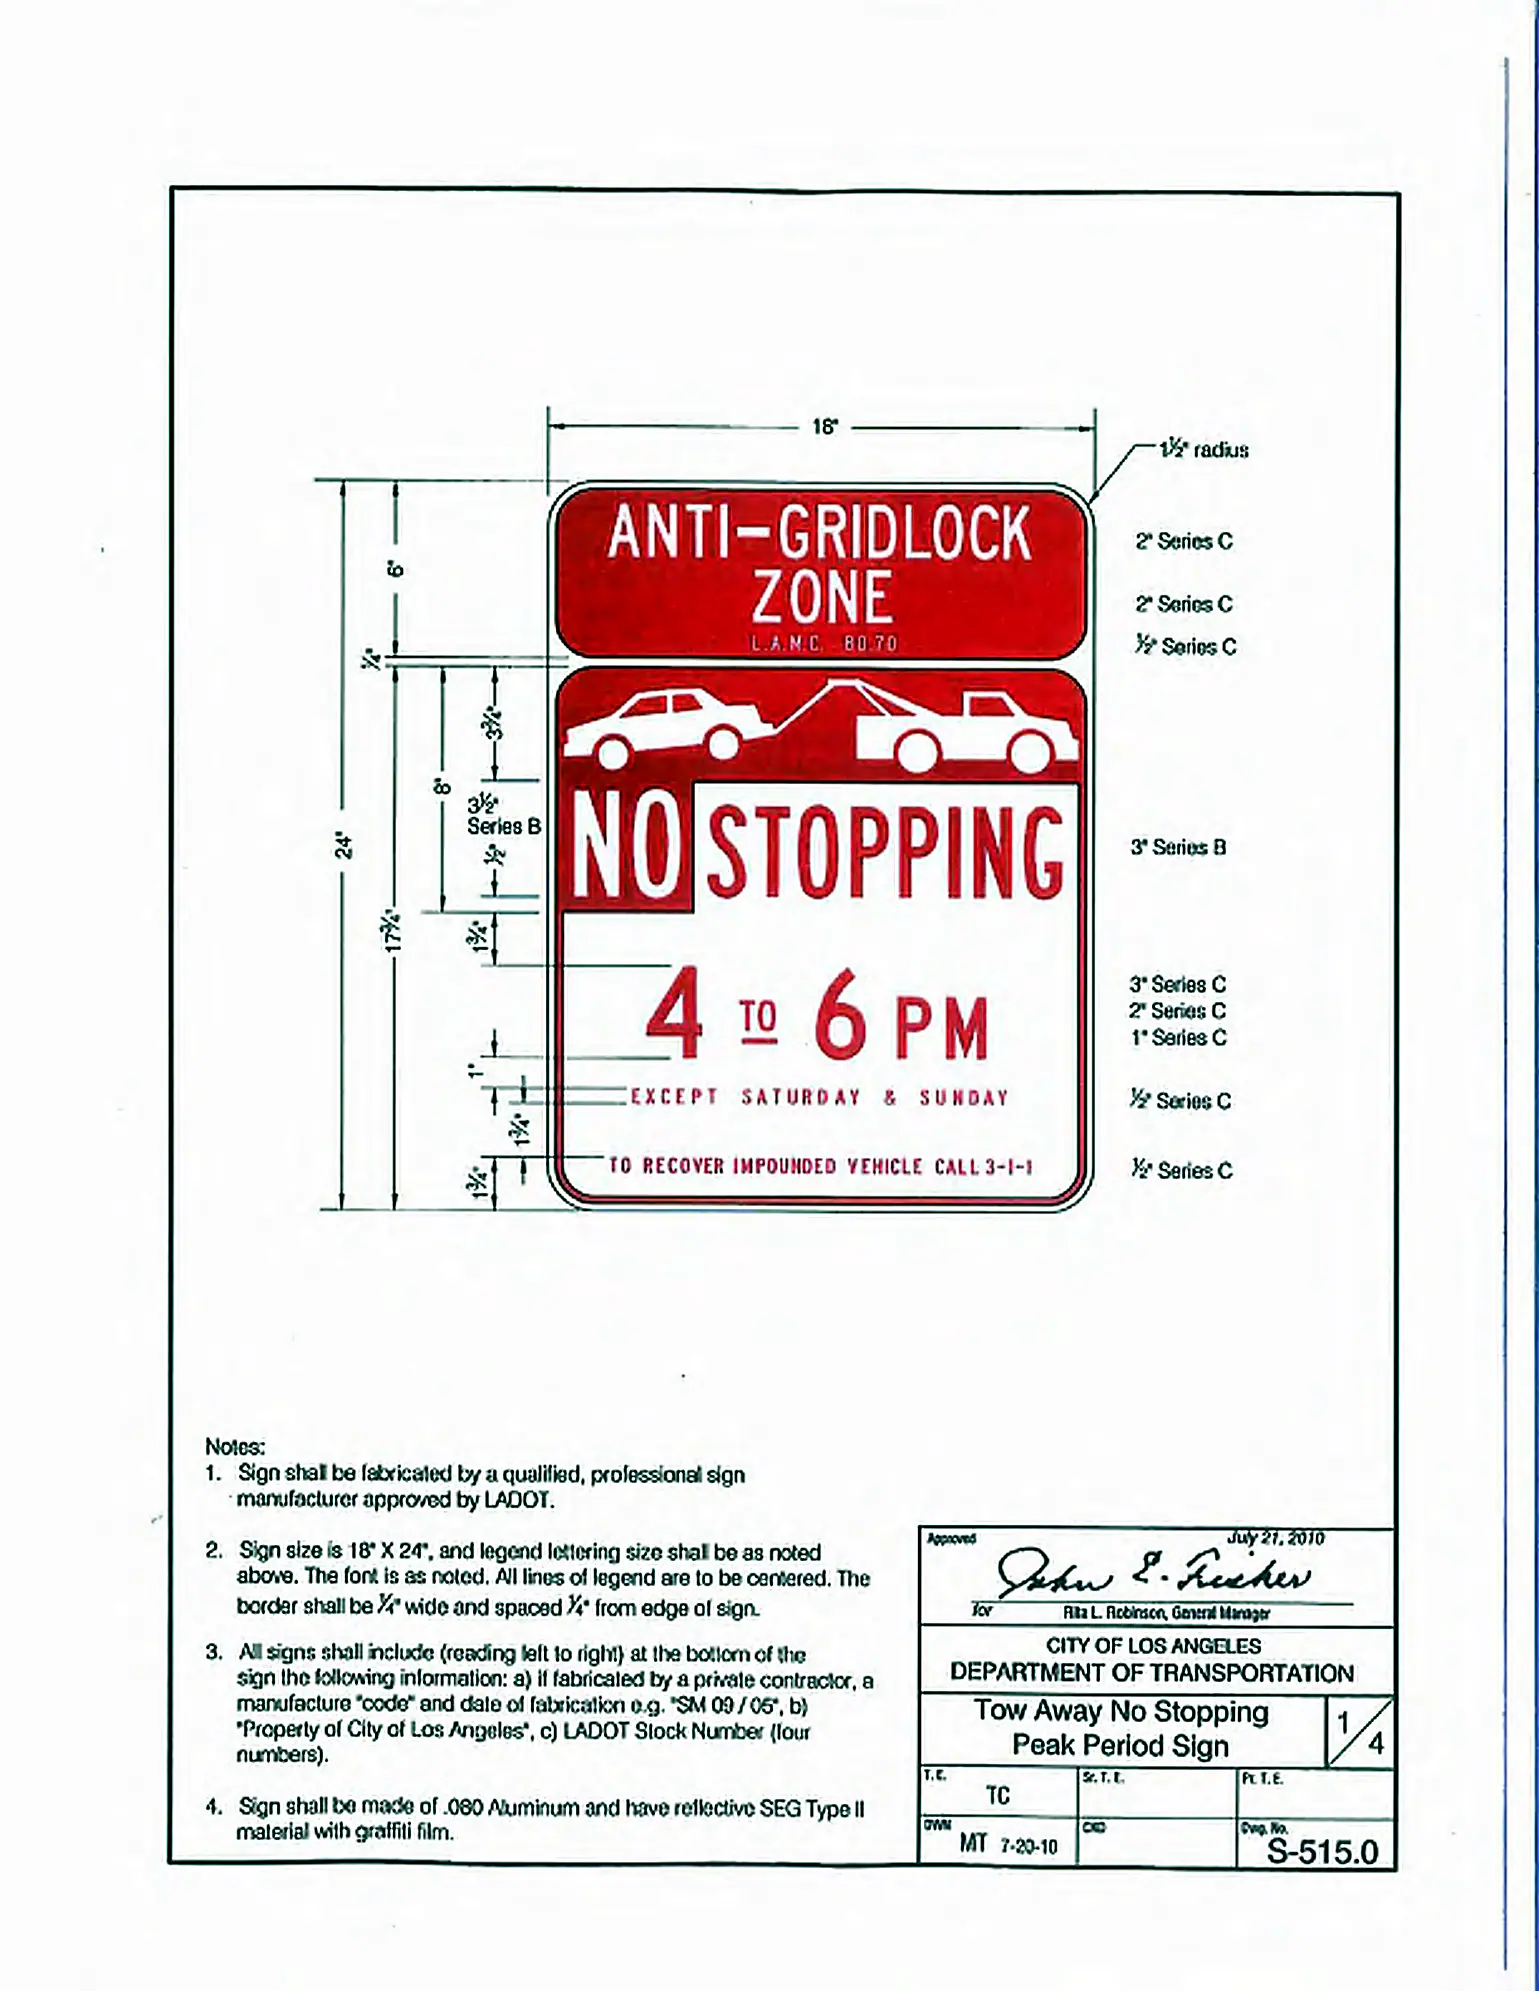 18"
1½" radius
ANTI-GRIDLOCK
ZONE
L.A.M.C. 80.70
2" Series C
2" Series C
½" Series C
6"
¼"
24"
17¾"
8"
3¾"
3½"
Series B
½"
1¾"
1"
1¾"
1¾"
NO STOPPING
3" Series B
4 TO 6 PM
3" Series C
2" Series C
1" Series C
EXCEPT SATURDAY & SUNDAY
½" Series C
TO RECOVER IMPOUNDED VEHICLE CALL 3-1-1
½" Series C
Notes:
1. Sign shall be fabricated by a qualified, professional sign
manufacturer approved by LADOT.
2. Sign size is 18" X 24", and legend lettering size shall be as noted
above. The font is as noted. All lines of legend are to be centered. The
border shall be ¼" wide and spaced ¼" from edge of sign.
3. All signs shall include (reading left to right) at the bottom of the
sign the following information: a) if fabricated by a private contractor, a
manufacture "code" and date of fabrication e.g. "SM 09 / 05", b)
"Property of City of Los Angeles", c) LADOT Stock Number (four
numbers).
4. Sign shall be made of .080 Aluminum and have reflective SEG Type II
material with graffiti film.
Approved July 21, 2010
John E. Fisher
for Rita L. Robinson, General Manager
CITY OF LOS ANGELES
DEPARTMENT OF TRANSPORTATION
Tow Away No Stopping
Peak Period Sign
1/4
T.E. TC
Sr. T. E.
Pr. T.E.
DWN MT 7-20-10
CKD
Dwg. No. S-515.0